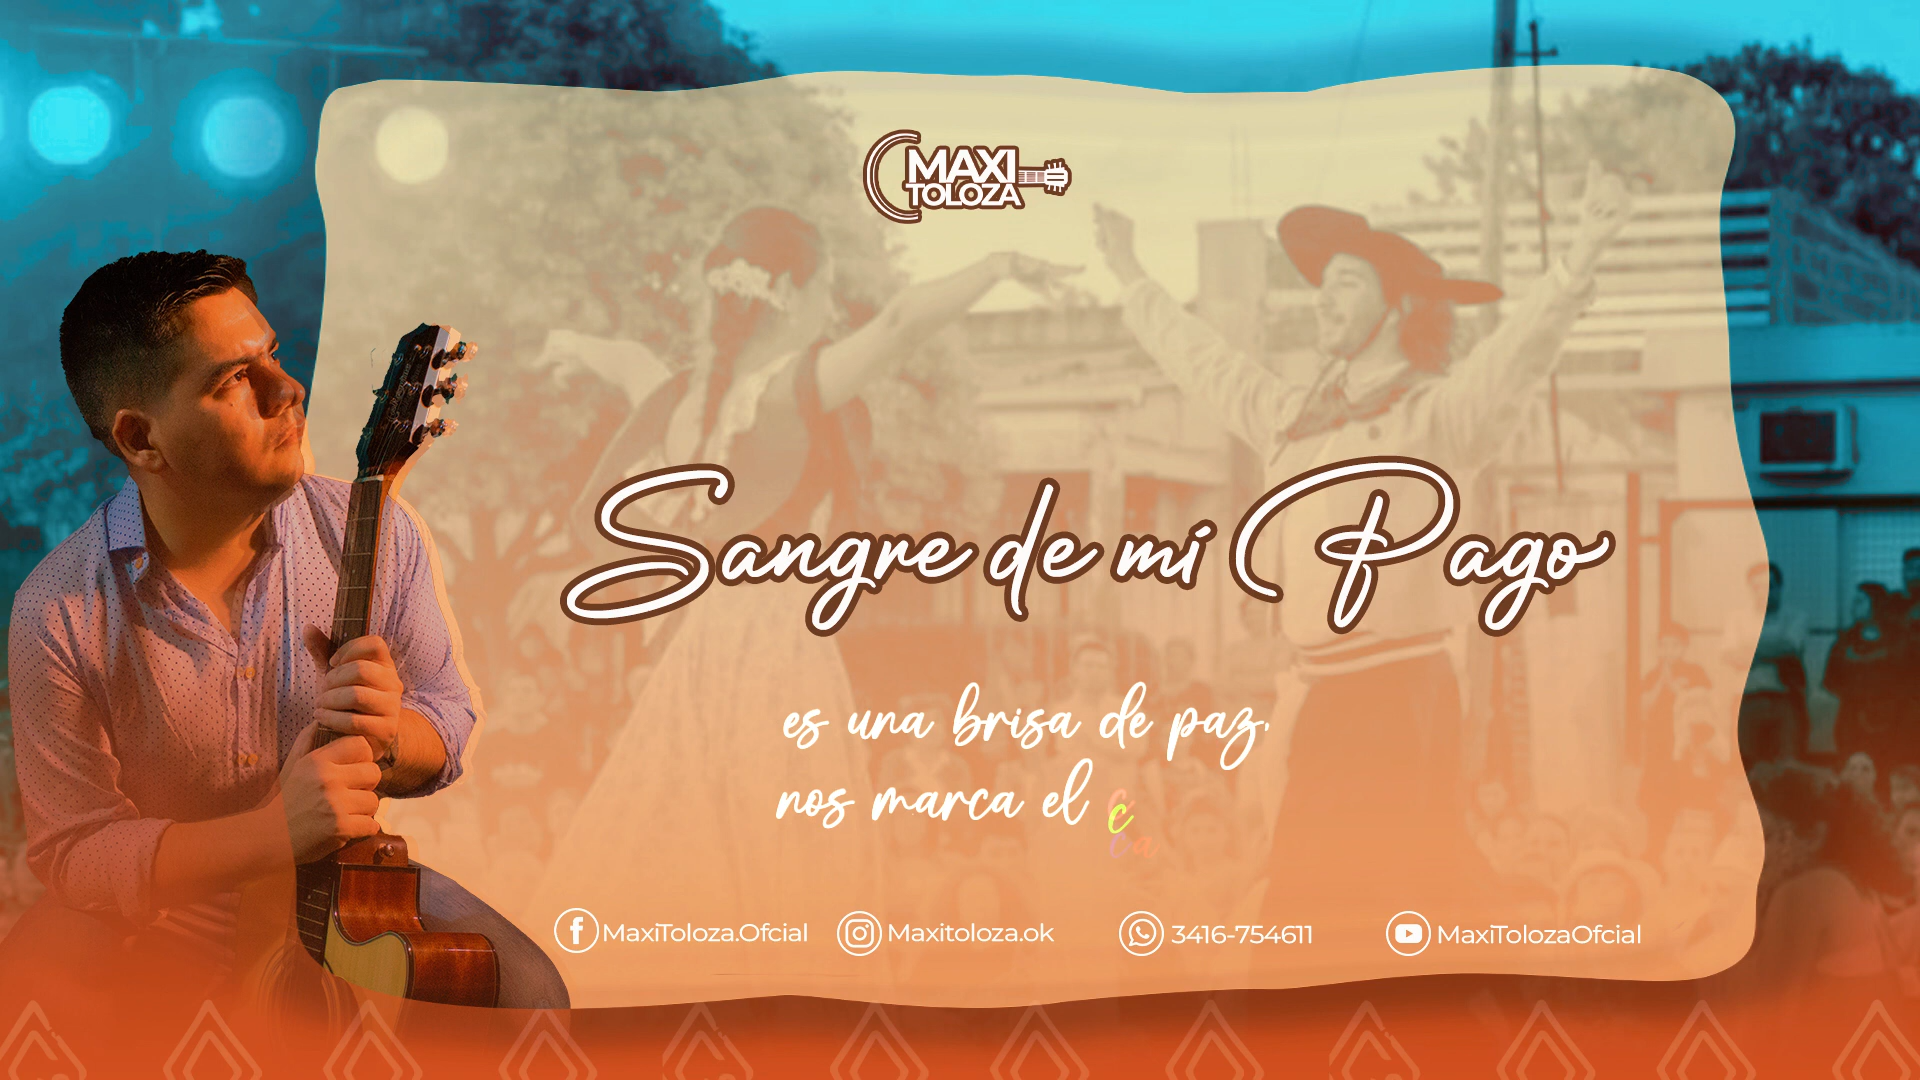 MAXI
TOLOZA
Sangre de mi Pago
es una brisa de paz,
nos marca el
MaxiToloza.Ofcial Maxitoloza.ok 3416-754611 MaxiTolozaOfcial